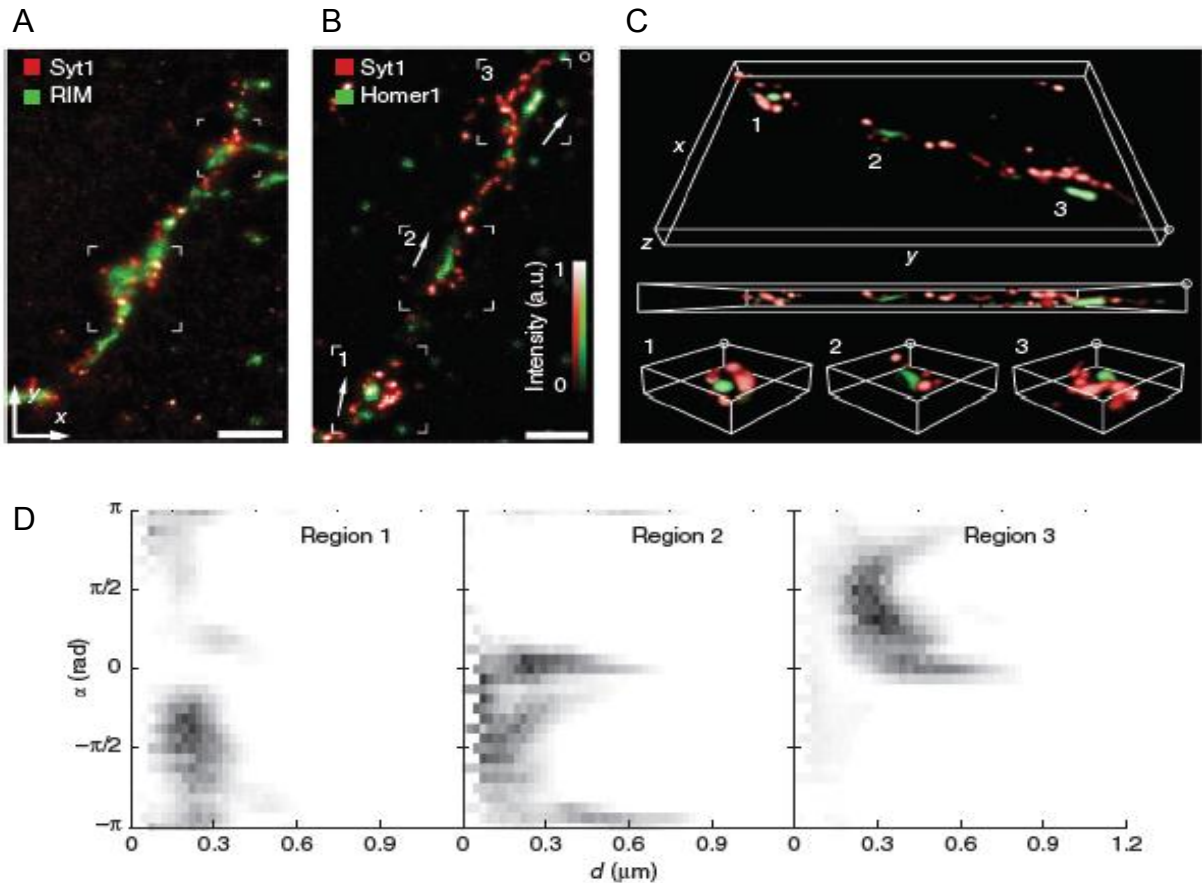 A
B
C
Syt1
RIM
y
x
Syt1
Homer1
3
2
1
Intensity (a.u.)
1
0
1
2
3
x
z
y
1
2
3
D
Region 1
Region 2
Region 3
α (rad)
π
π/2
0
−π/2
−π
0
0.3
0.6
0.9
0
0.3
0.6
0.9
0
0.3
0.6
0.9
1.2
d (μm)